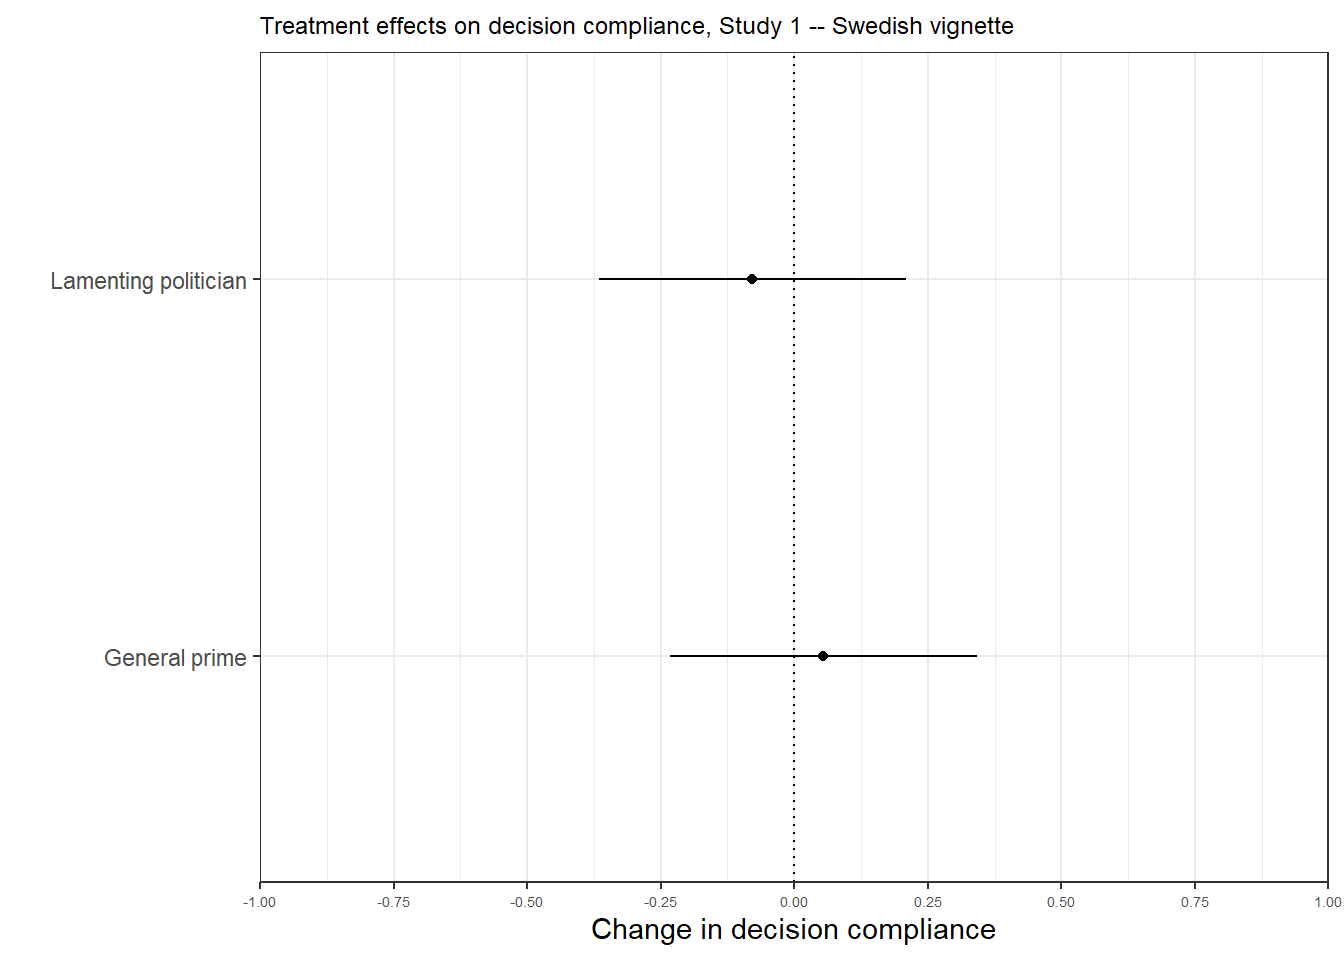 Treatment effects on decision compliance, Study 1 -- Swedish vignette
Lamenting politician
General prime
-1.00 -0.75 -0.50 -0.25 0.00 0.25 0.50 0.75 1.00
Change in decision compliance